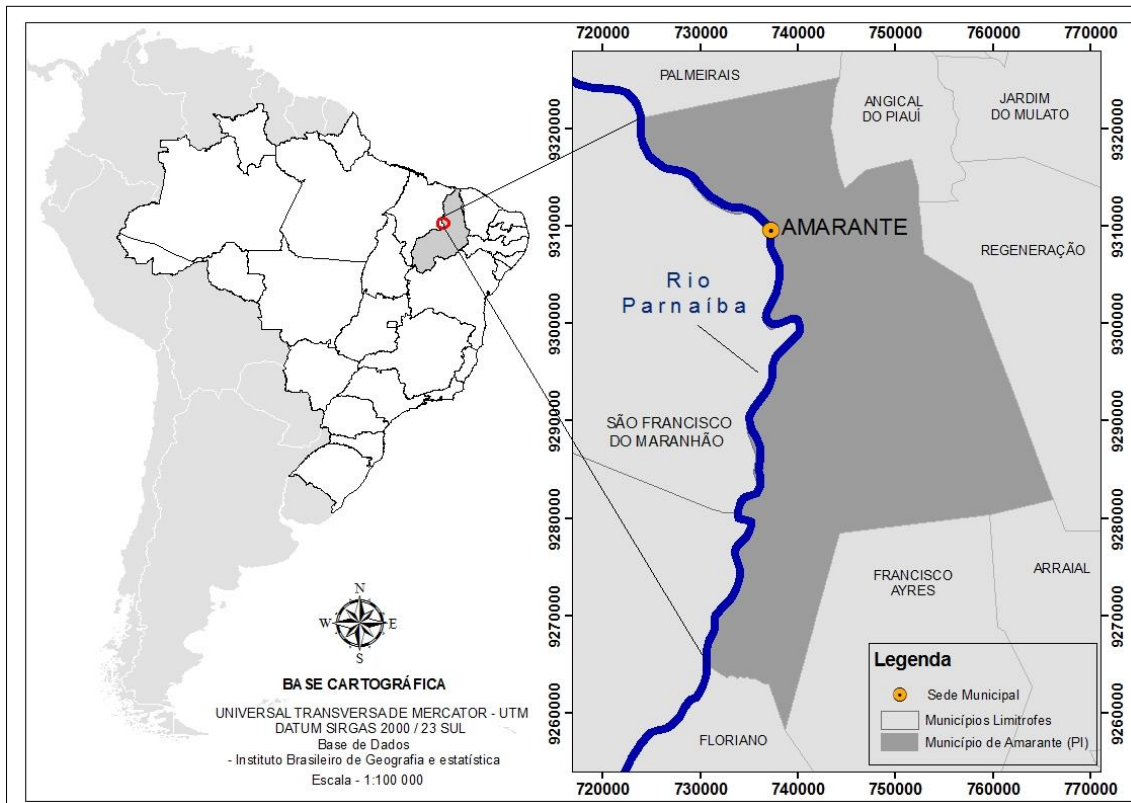 720000 730000 740000 750000 760000 770000
PALMEIRAIS
ANGICAL
DO PIAUÍ
JARDIM
DO MULATO
AMARANTE
REGENERAÇÃO
Rio
Parnaíba
SÃO FRANCISCO
DO MARANHÃO
FRANCISCO
AYRES
ARRAIAL
FLORIANO
9320000
9310000
9300000
9290000
9280000
9270000
9260000
9320000
9310000
9300000
9290000
9280000
9270000
9260000
Legenda
Sede Municipal
Municípios Limitrofes
Município de Amarante (PI)
720000 730000 740000 750000 760000 770000
N
W E
S
BASE CARTOGRÁFICA
UNIVERSAL TRANSVERSA DE MERCATOR - UTM
DATUM SIRGAS 2000 / 23 SUL
Base de Dados
- Instituto Brasileiro de Geografia e estatística
Escala - 1:100 000